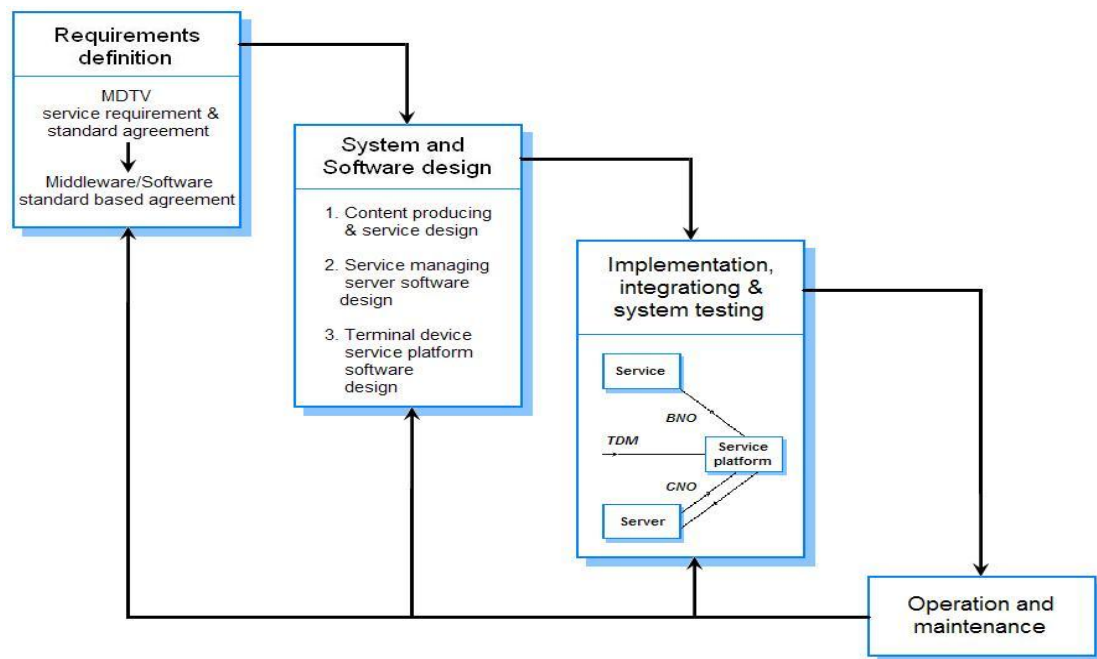 Requirements
definition
MDTV
service requirement &
standard agreement
Middleware/Software
standard based agreement
System and
Software design
1. Content producing
& service design
2. Service managing
server software
design
3. Terminal device
service platform
software
design
Implementation,
integrationg &
system testing
Service
BNO
TDM
Service
platform
CNO
Server
Operation and
maintenance